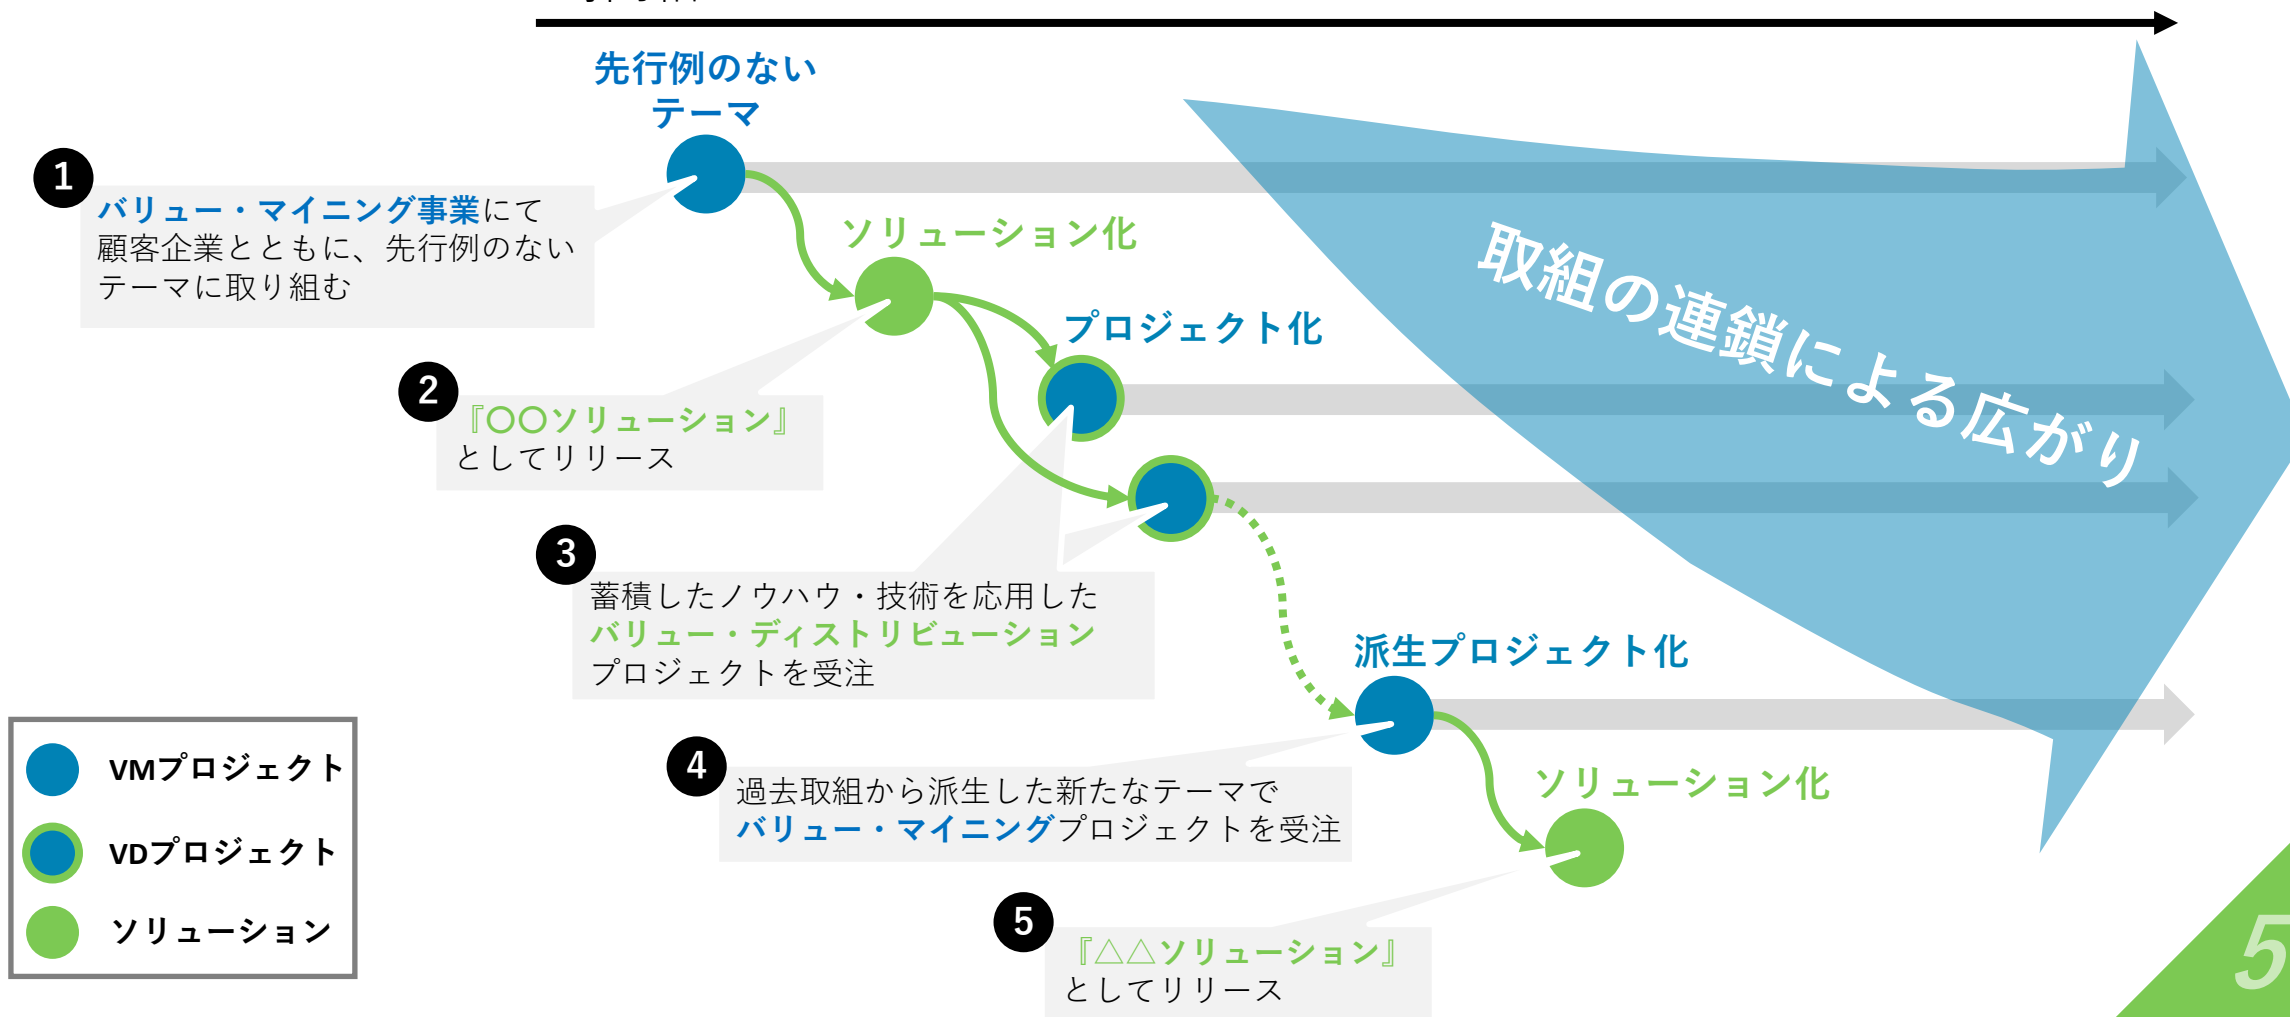 先行例のない
テーマ
1
バリュー・マイニング事業にて
顧客企業とともに、先行例のない
テーマに取り組む
ソリューション化
取組の連鎖による広がり
プロジェクト化
2
『〇〇ソリューション』
としてリリース
3
蓄積したノウハウ・技術を応用した
バリュー・ディストリビューション
プロジェクトを受注
派生プロジェクト化
4
過去取組から派生した新たなテーマで
バリュー・マイニングプロジェクトを受注
ソリューション化
5
『△△ソリューション』
としてリリース
VMプロジェクト
VDプロジェクト
ソリューション
5